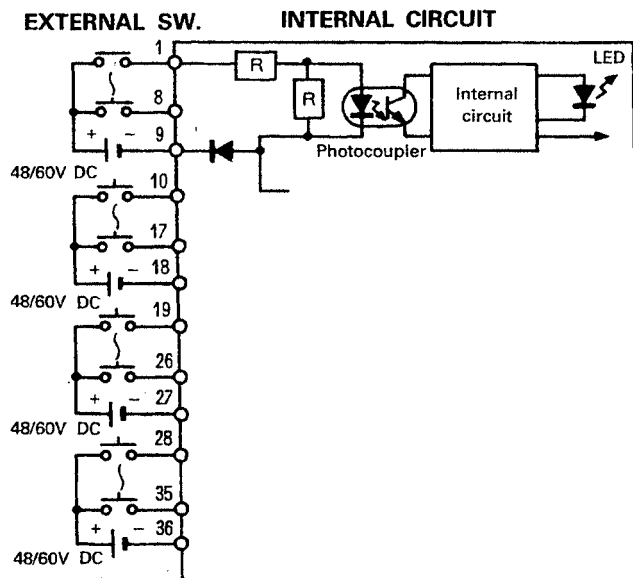 EXTERNAL SW. INTERNAL CIRCUIT
1
R
LED
8
R
Internal
circuit
+ − 9
Photocoupler
48/60V DC
10
17
+ − 18
48/60V DC
19
26
+ − 27
48/60V DC
28
35
+ − 36
48/60V DC